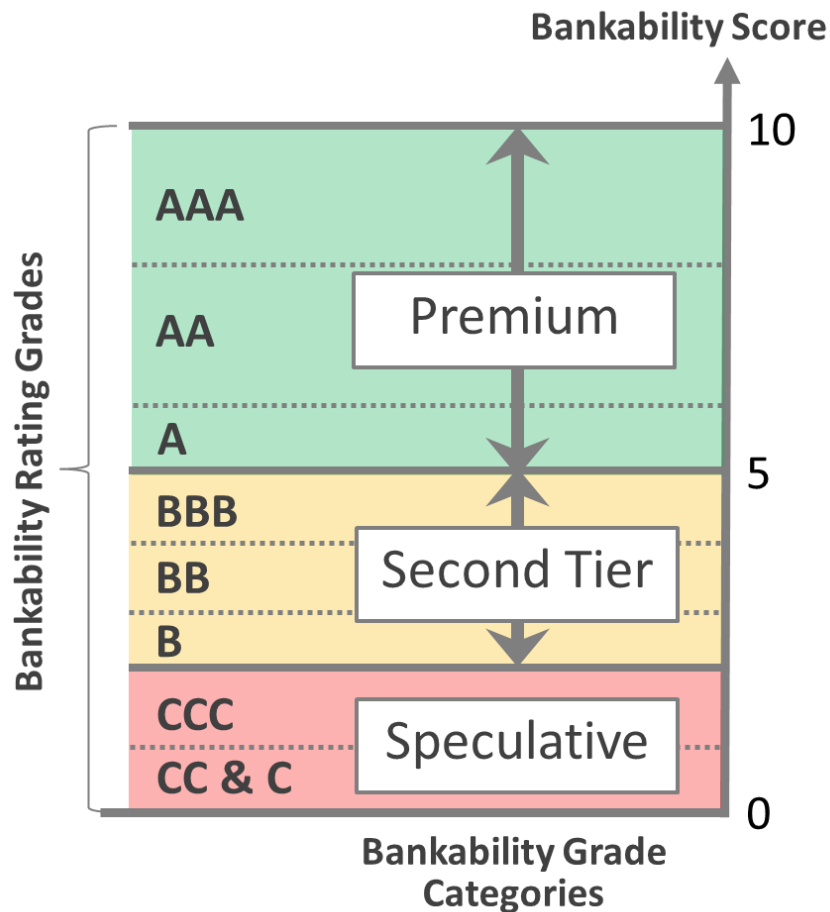 Bankability Score
10
AAA
Premium
AA
A
5
BBB
Second Tier
BB
B
CCC
Speculative
CC & C
0
Bankability Rating Grades
Bankability Grade
Categories